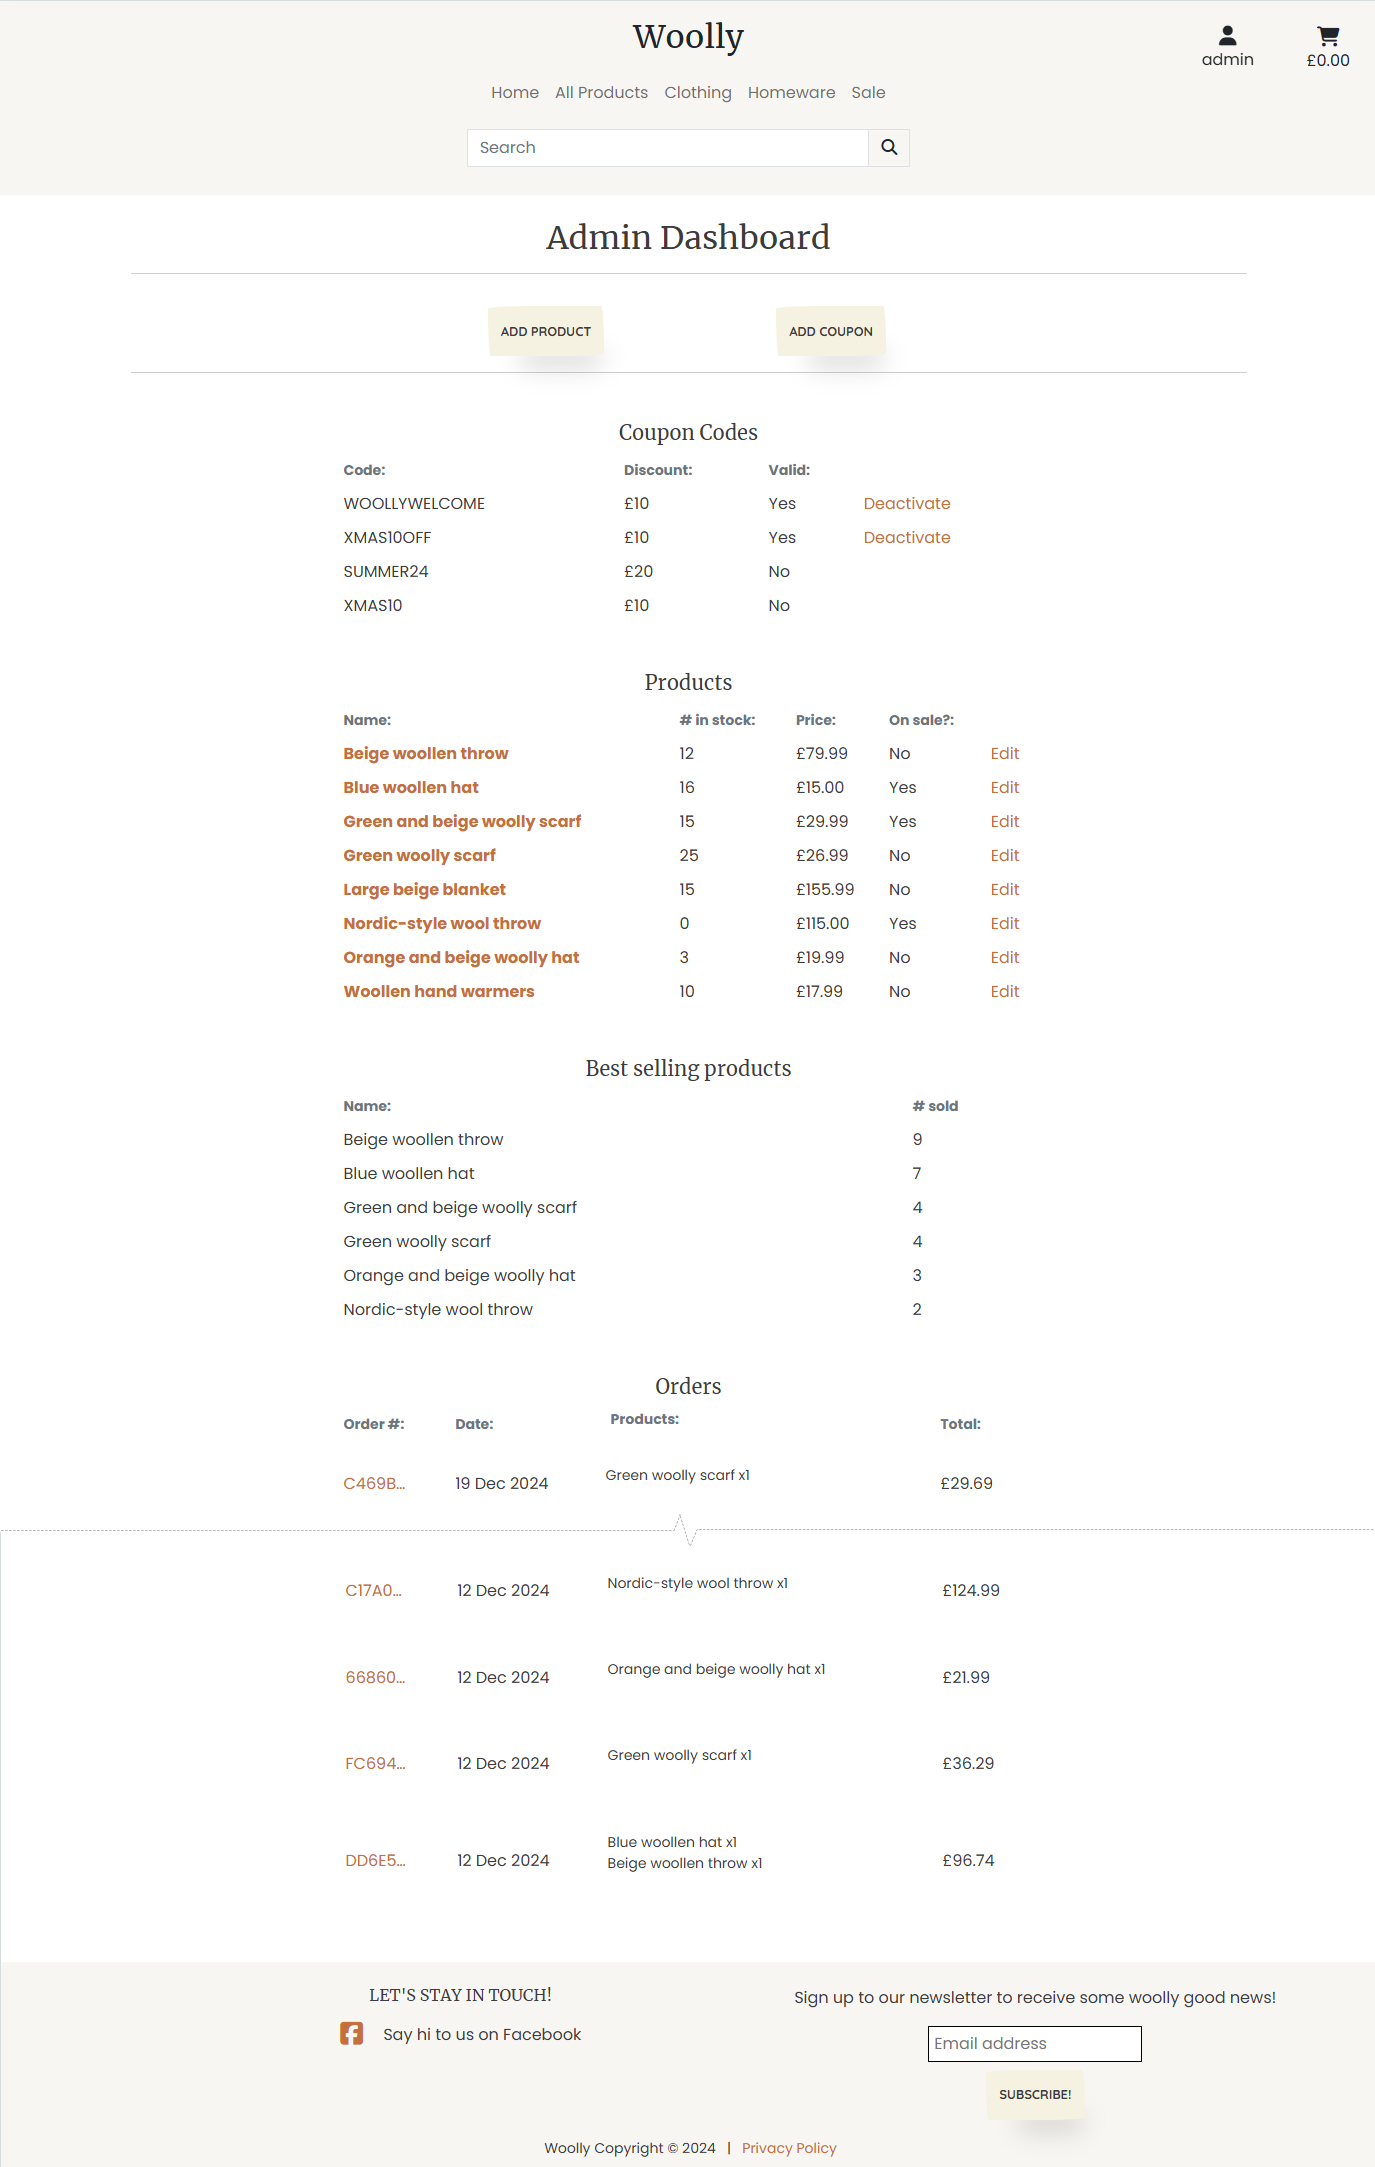 Woolly
admin
£0.00
Home All Products Clothing Homeware Sale
Search
Admin Dashboard
ADD PRODUCT ADD COUPON
Coupon Codes
Code: Discount: Valid:
WOOLLYWELCOME £10 Yes Deactivate
XMAS10OFF £10 Yes Deactivate
SUMMER24 £20 No
XMAS10 £10 No
Products
Name: # in stock: Price: On sale?:
Beige woollen throw 12 £79.99 No Edit
Blue woollen hat 16 £15.00 Yes Edit
Green and beige woolly scarf 15 £29.99 Yes Edit
Green woolly scarf 25 £26.99 No Edit
Large beige blanket 15 £155.99 No Edit
Nordic-style wool throw 0 £115.00 Yes Edit
Orange and beige woolly hat 3 £19.99 No Edit
Woollen hand warmers 10 £17.99 No Edit
Best selling products
Name: # sold
Beige woollen throw 9
Blue woollen hat 7
Green and beige woolly scarf 4
Green woolly scarf 4
Orange and beige woolly hat 3
Nordic-style wool throw 2
Orders
Order #: Date: Products: Total:
C469B... 19 Dec 2024 Green woolly scarf x1 £29.69
C17A0... 12 Dec 2024 Nordic-style wool throw x1 £124.99
66860... 12 Dec 2024 Orange and beige woolly hat x1 £21.99
FC694... 12 Dec 2024 Green woolly scarf x1 £36.29
DD6E5... 12 Dec 2024 Blue woollen hat x1 £96.74
Beige woollen throw x1
LET'S STAY IN TOUCH!
Say hi to us on Facebook
Sign up to our newsletter to receive some woolly good news!
Email address
SUBSCRIBE!
Woolly Copyright © 2024 | Privacy Policy